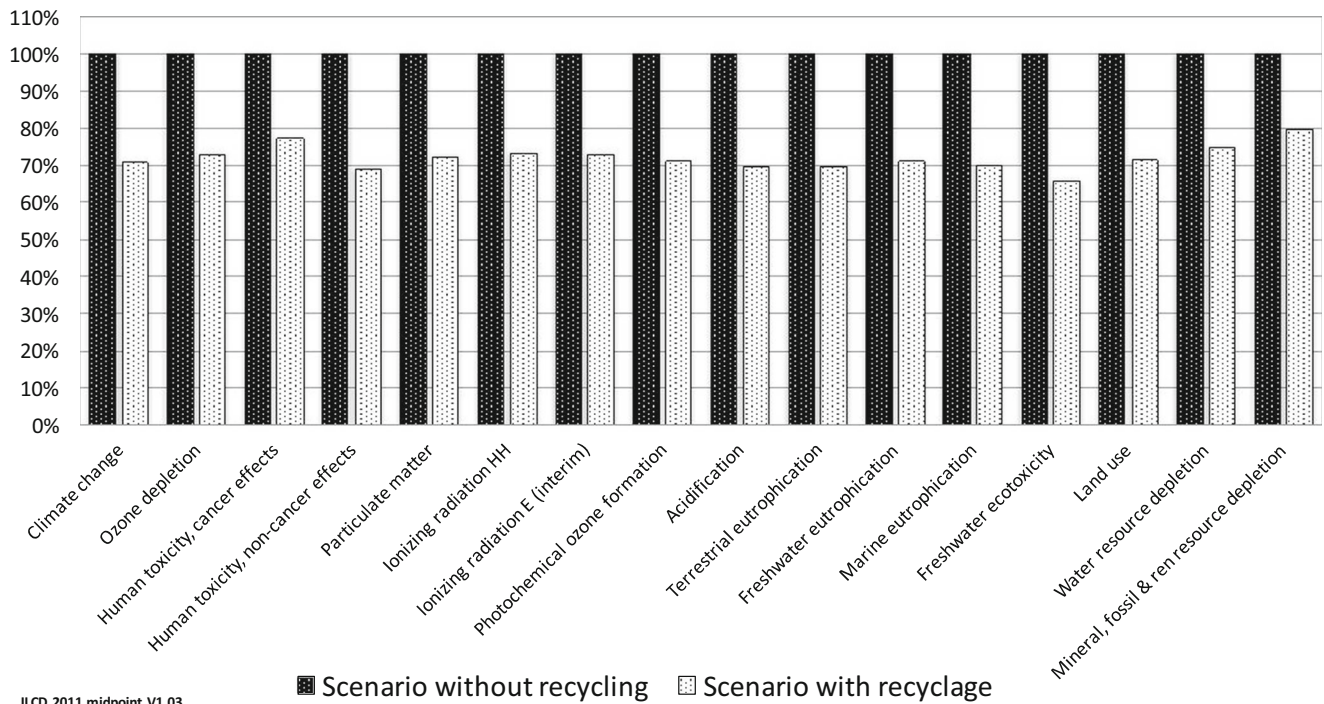 110%
100%
90%
80%
70%
60%
50%
40%
30%
20%
10%
0%
Climate change
Ozone depletion
Human toxicity, cancer effects
Human toxicity, non-cancer effects
Particulate matter
Ionizing radiation HH
Ionizing radiation E (interim)
Photochemical ozone formation
Acidification
Terrestrial eutrophication
Freshwater eutrophication
Marine eutrophication
Freshwater ecotoxicity
Land use
Water resource depletion
Mineral, fossil & ren resource depletion
Scenario without recycling
Scenario with recyclage
ILCD 2011 midpoint V1.03